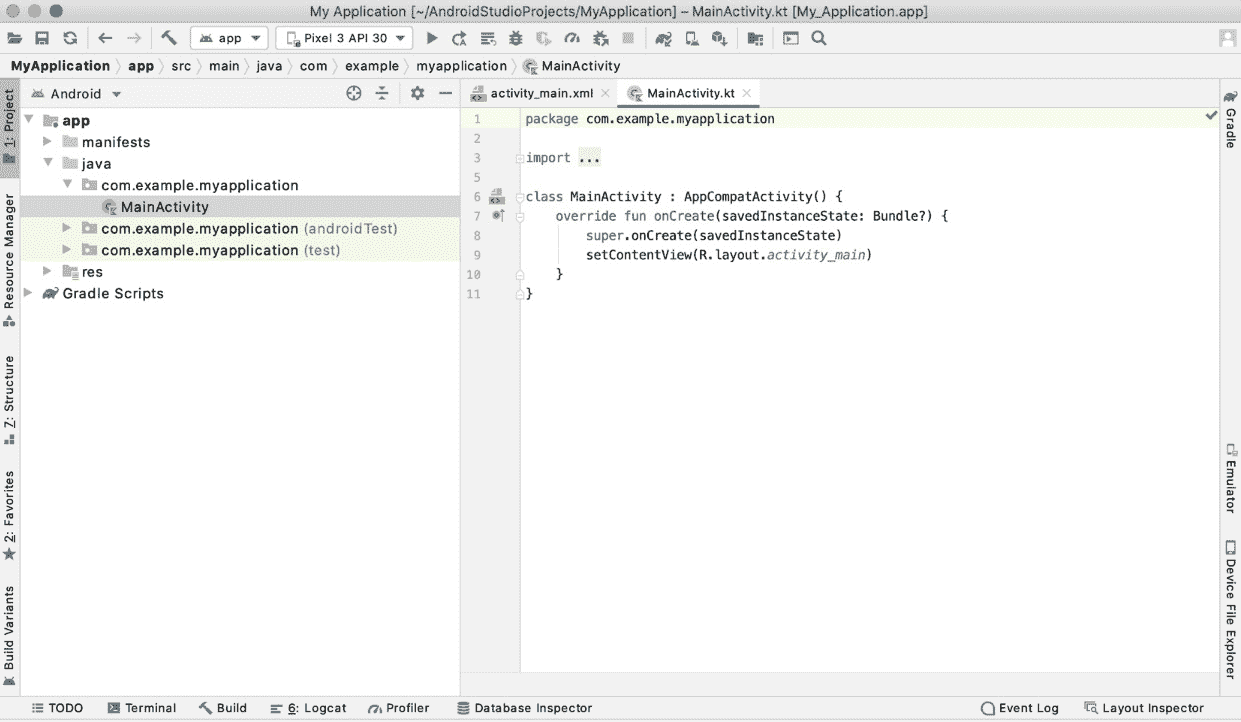 My Application [~/AndroidStudioProjects/MyApplication] – MainActivity.kt [My_Application.app]
app Pixel 3 API 30
MyApplication app src main java com example myapplication MainActivity
1: Project
Resource Manager
Z: Structure
2: Favorites
Build Variants
Android
app
manifests
java
com.example.myapplication
MainActivity
com.example.myapplication (androidTest)
com.example.myapplication (test)
res
Gradle Scripts
activity_main.xml MainActivity.kt
1 package com.example.myapplication
2
3 import ...
5
6 class MainActivity : AppCompatActivity() {
7 override fun onCreate(savedInstanceState: Bundle?) {
8 super.onCreate(savedInstanceState)
9 setContentView(R.layout.activity_main)
10 }
11 }
Gradle
Emulator
Device File Explorer
TODO Terminal Build 6: Logcat Profiler Database Inspector Event Log Layout Inspector